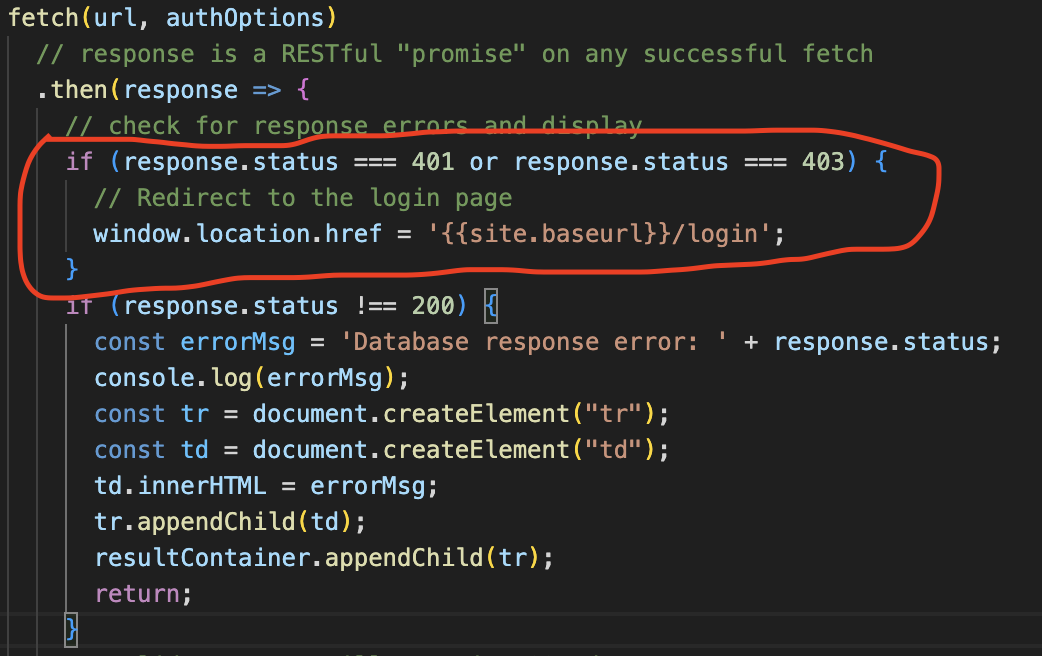 fetch(url, authOptions)
// response is a RESTful "promise" on any successful fetch
.then(response => {
// check for response errors and display
if (response.status === 401 or response.status === 403) {
// Redirect to the login page
window.location.href = '{{site.baseurl}}/login';
}
if (response.status !== 200) {
const errorMsg = 'Database response error: ' + response.status;
console.log(errorMsg);
const tr = document.createElement("tr");
const td = document.createElement("td");
td.innerHTML = errorMsg;
tr.appendChild(td);
resultContainer.appendChild(tr);
return;
}